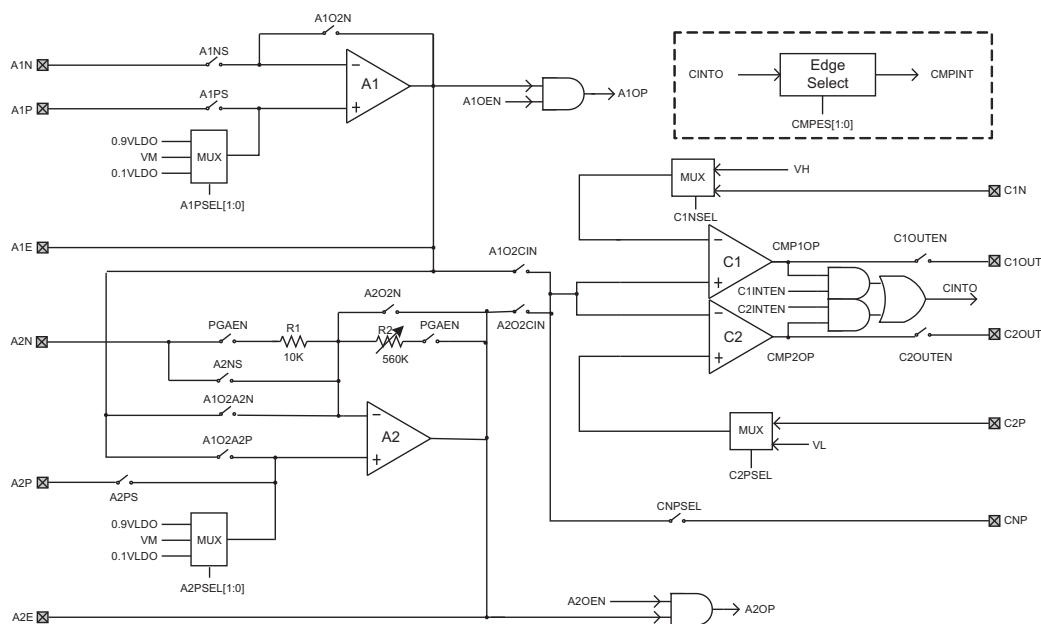 A1O2N
A1N
A1NS
A1
A1P
A1PS
0.9VLDO
VM
0.1VLDO
MUX
A1PSEL[1:0]
A1OEN
A1OP
CINTO
Edge
Select
CMPINT
CMPES[1:0]
MUX
VH
C1N
C1NSEL
A1E
A1O2CIN
C1
CMP1OP
C1OUTEN
C1OUT
C1INTEN
C2INTEN
CINTO
A2O2N
A2O2CIN
A2N
PGAEN
R1
10K
R2
560K
PGAEN
C2
CMP2OP
C2OUTEN
C2OUT
A2NS
A1O2A2N
A2
A1O2A2P
MUX
C2P
VL
C2PSEL
A2P
A2PS
0.9VLDO
VM
0.1VLDO
MUX
A2PSEL[1:0]
CNPSEL
CNP
A2OEN
A2OP
A2E